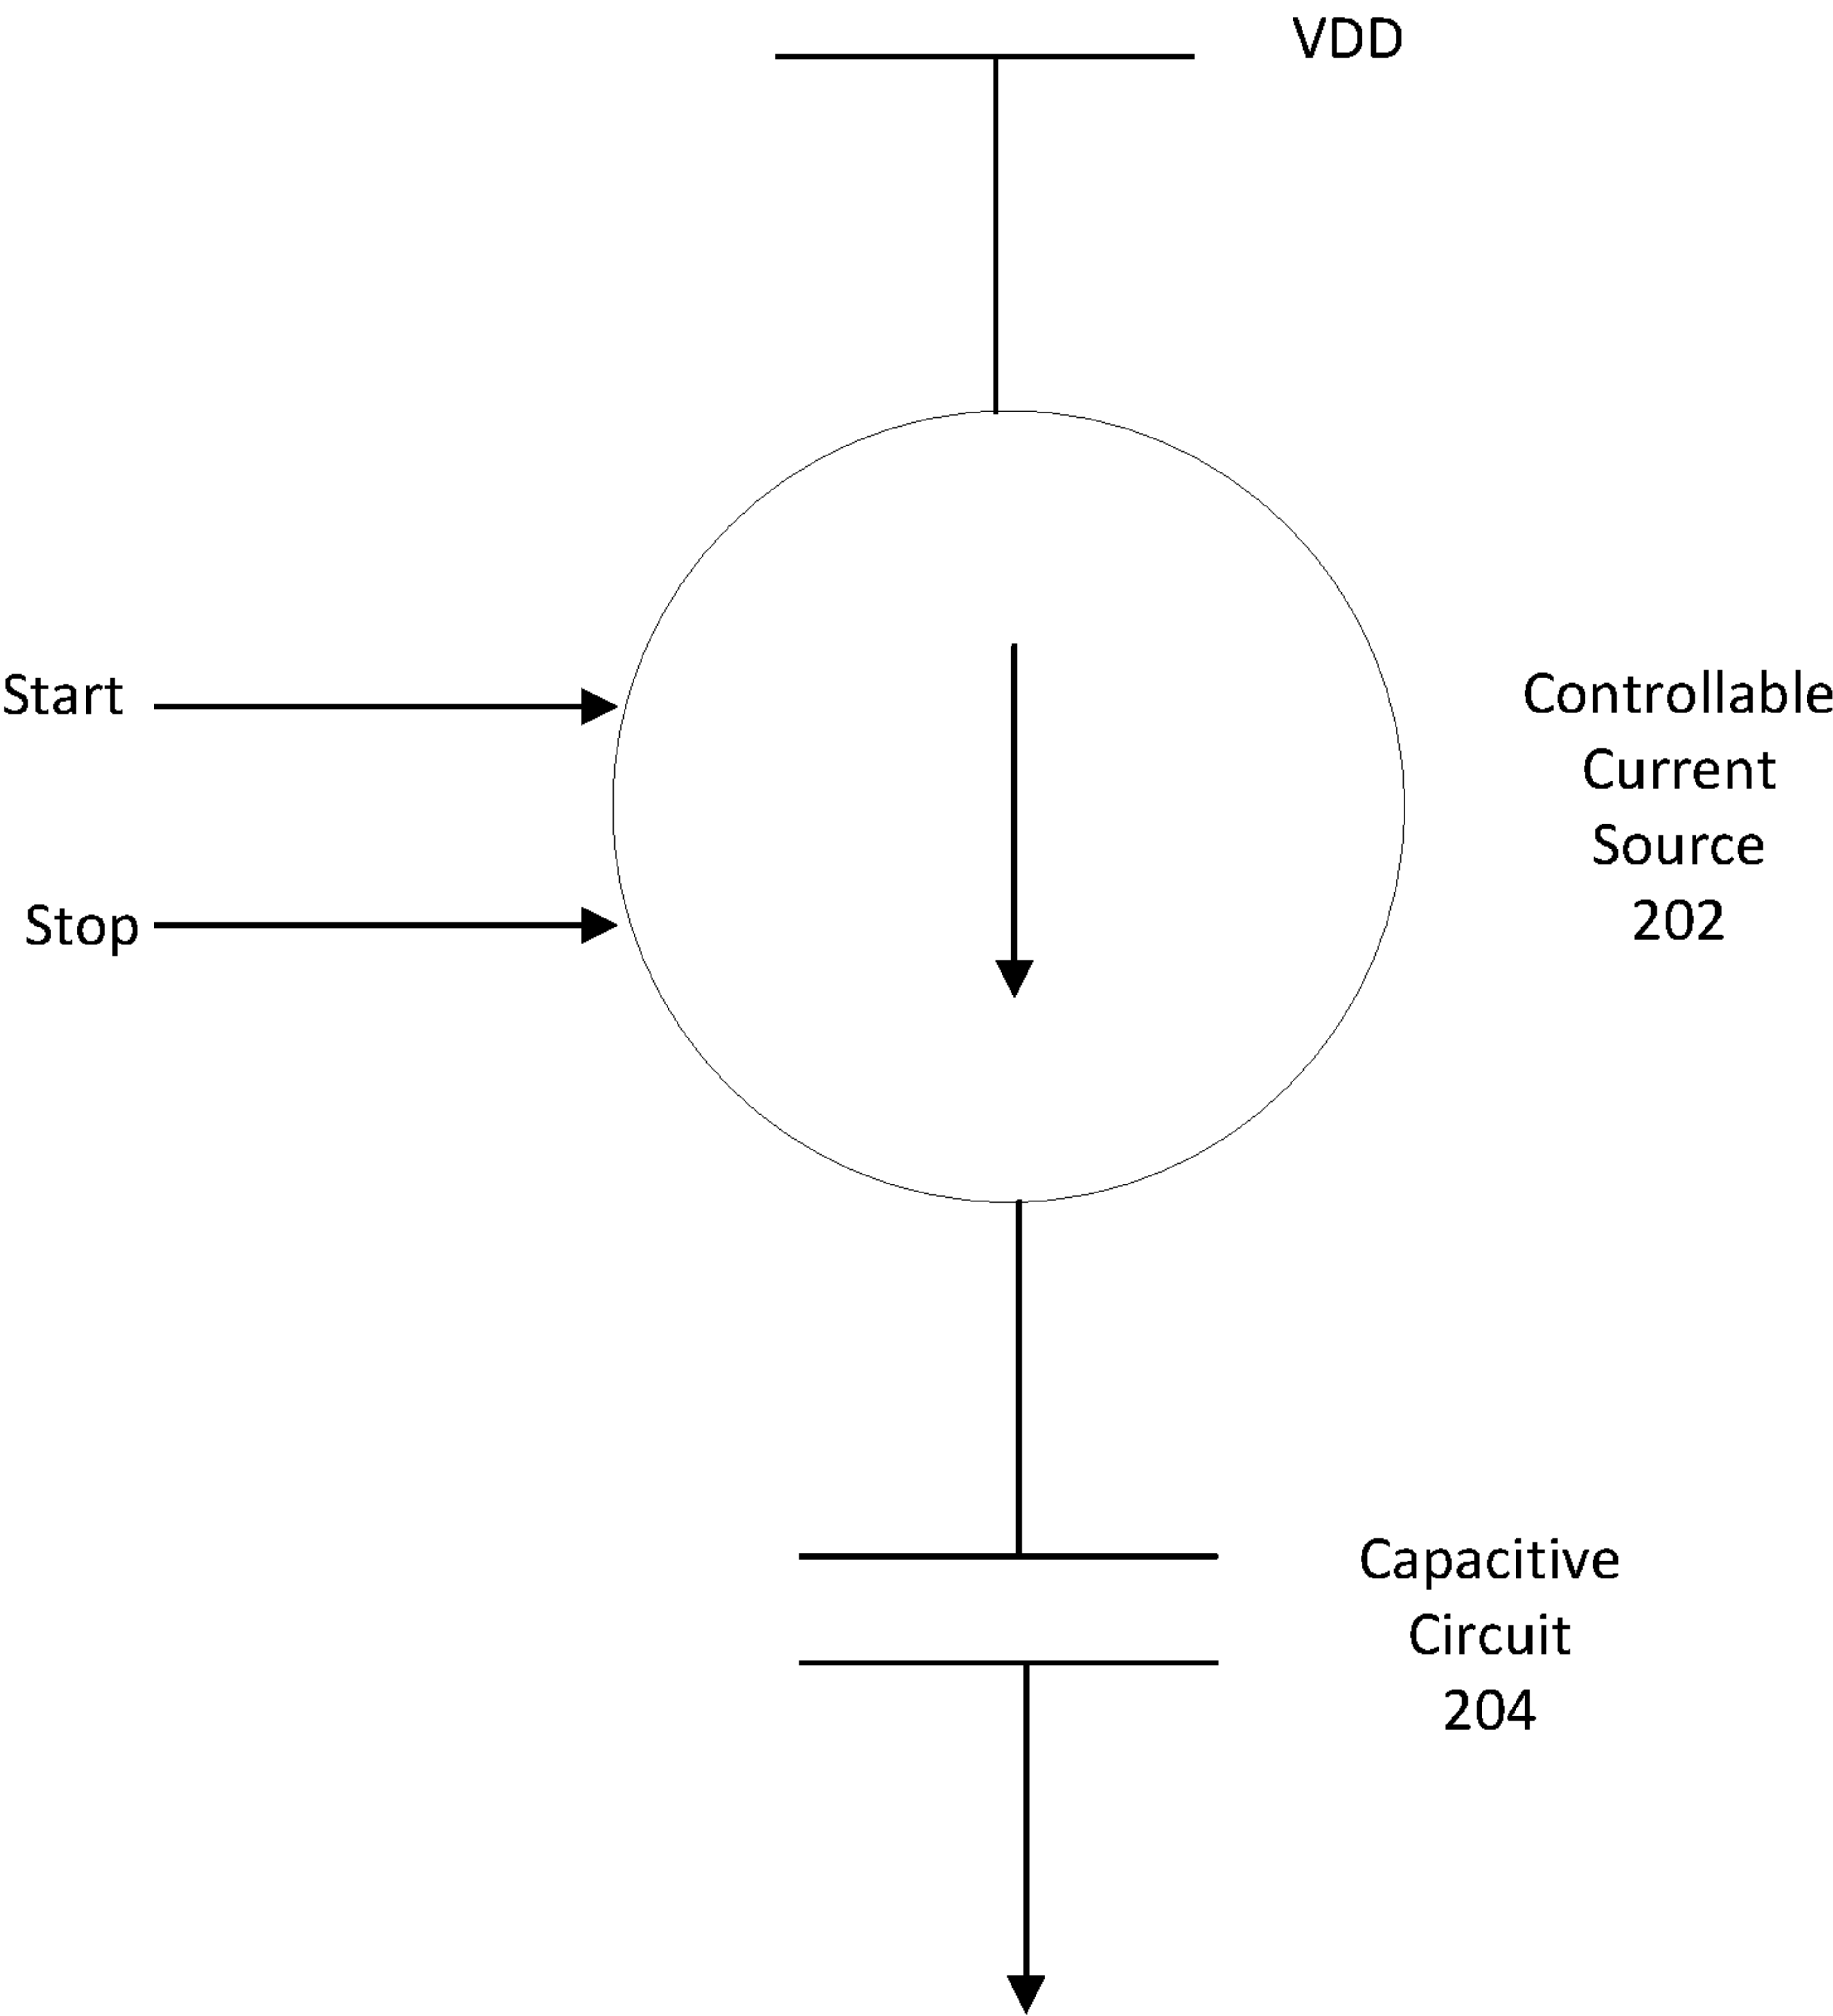 VDD
Start
Stop
Controllable
Current
Source
202
Capacitive
Circuit
204